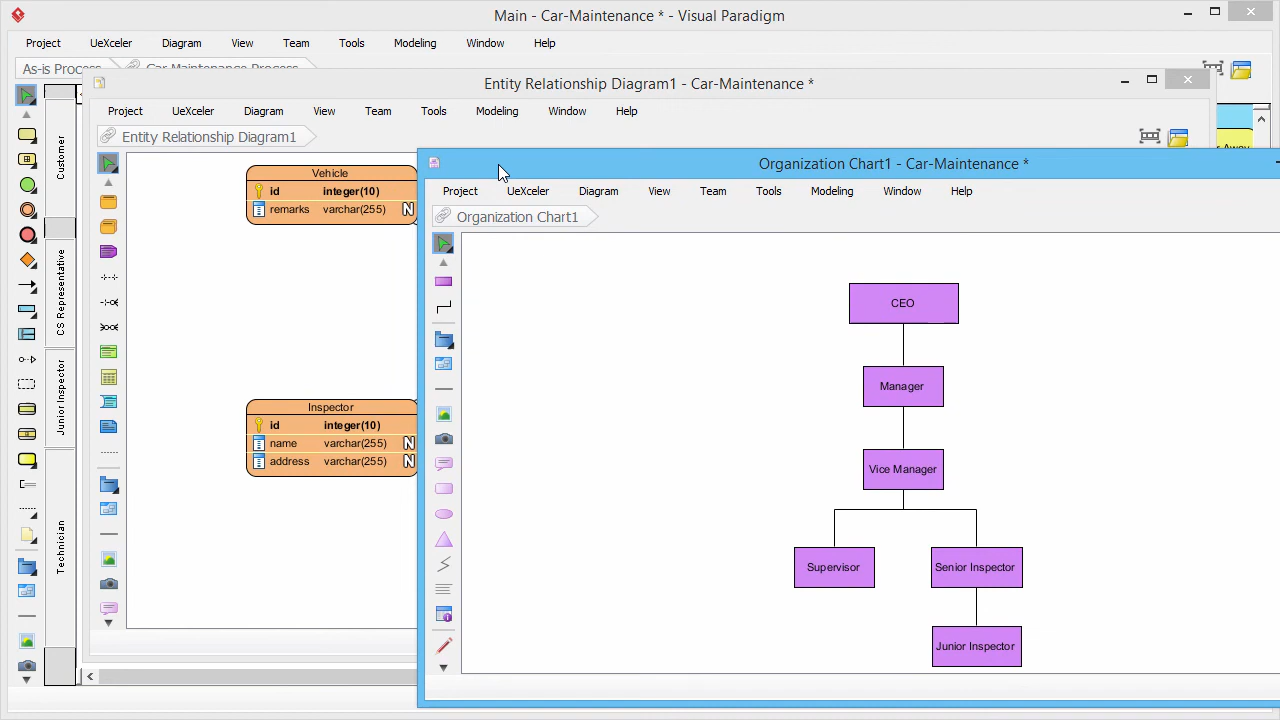 Main - Car-Maintenance * - Visual Paradigm
Project UeXceler Diagram View Team Tools Modeling Window Help
As-is Process Car Maintenance Process
Entity Relationship Diagram1 - Car-Maintenance *
Project UeXceler Diagram View Team Tools Modeling Window Help
Entity Relationship Diagram1
Away
Customer
CS Representative
Junior Inspector
Technician
Vehicle
id integer(10)
remarks varchar(255) N
Inspector
id integer(10)
name varchar(255) N
address varchar(255) N
Organization Chart1 - Car-Maintenance *
Project UeXceler Diagram View Team Tools Modeling Window Help
Organization Chart1
CEO
Manager
Vice Manager
Supervisor Senior Inspector
Junior Inspector